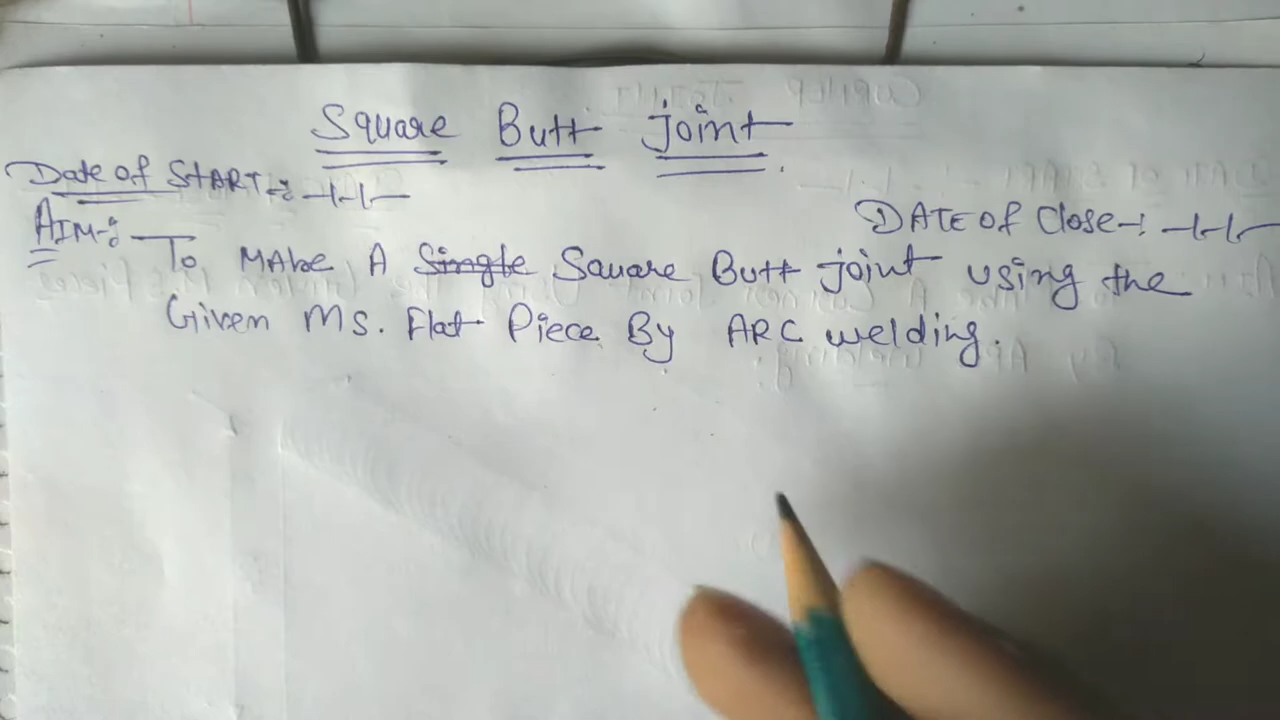 Square Butt joint
Date of START-: -/-/-
DATE of Close-: -/-/-
AIM-: To MAke A Single Square Butt joint using the
Given MS. Flat Piece By ARC welding.